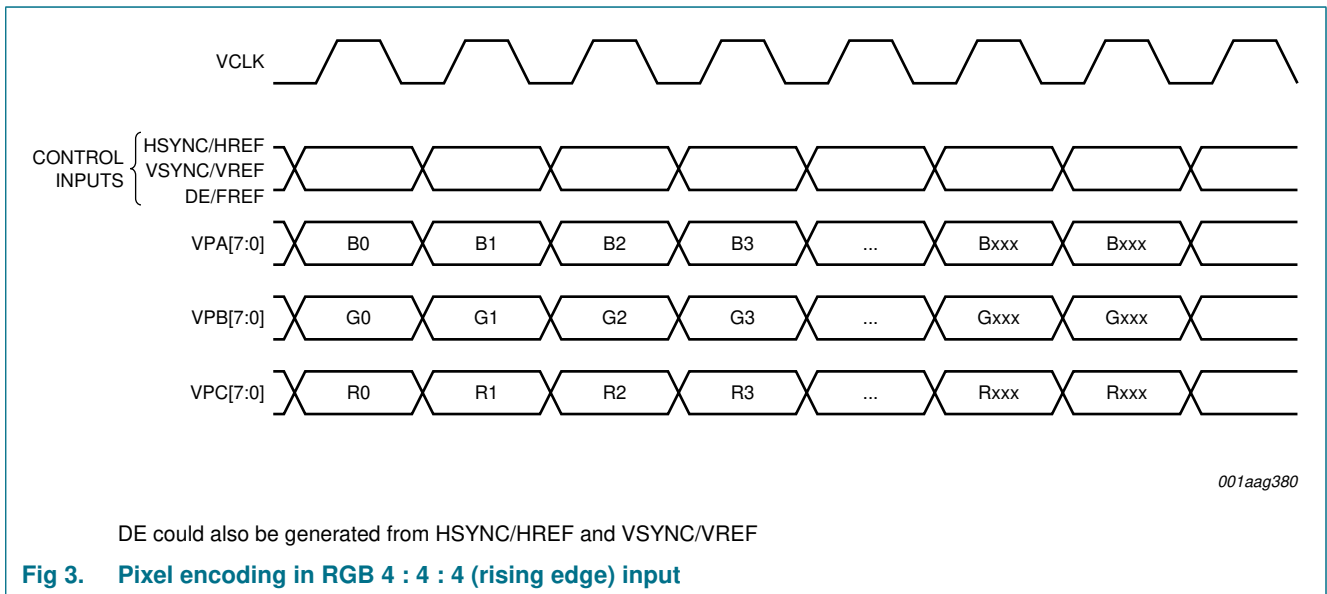 VCLK
CONTROL INPUTS
HSYNC/HREF
VSYNC/VREF
DE/FREF
VPA[7:0] B0 B1 B2 B3 ... Bxxx Bxxx
VPB[7:0] G0 G1 G2 G3 ... Gxxx Gxxx
VPC[7:0] R0 R1 R2 R3 ... Rxxx Rxxx
001aag380
DE could also be generated from HSYNC/HREF and VSYNC/VREF
Fig 3. Pixel encoding in RGB 4 : 4 : 4 (rising edge) input